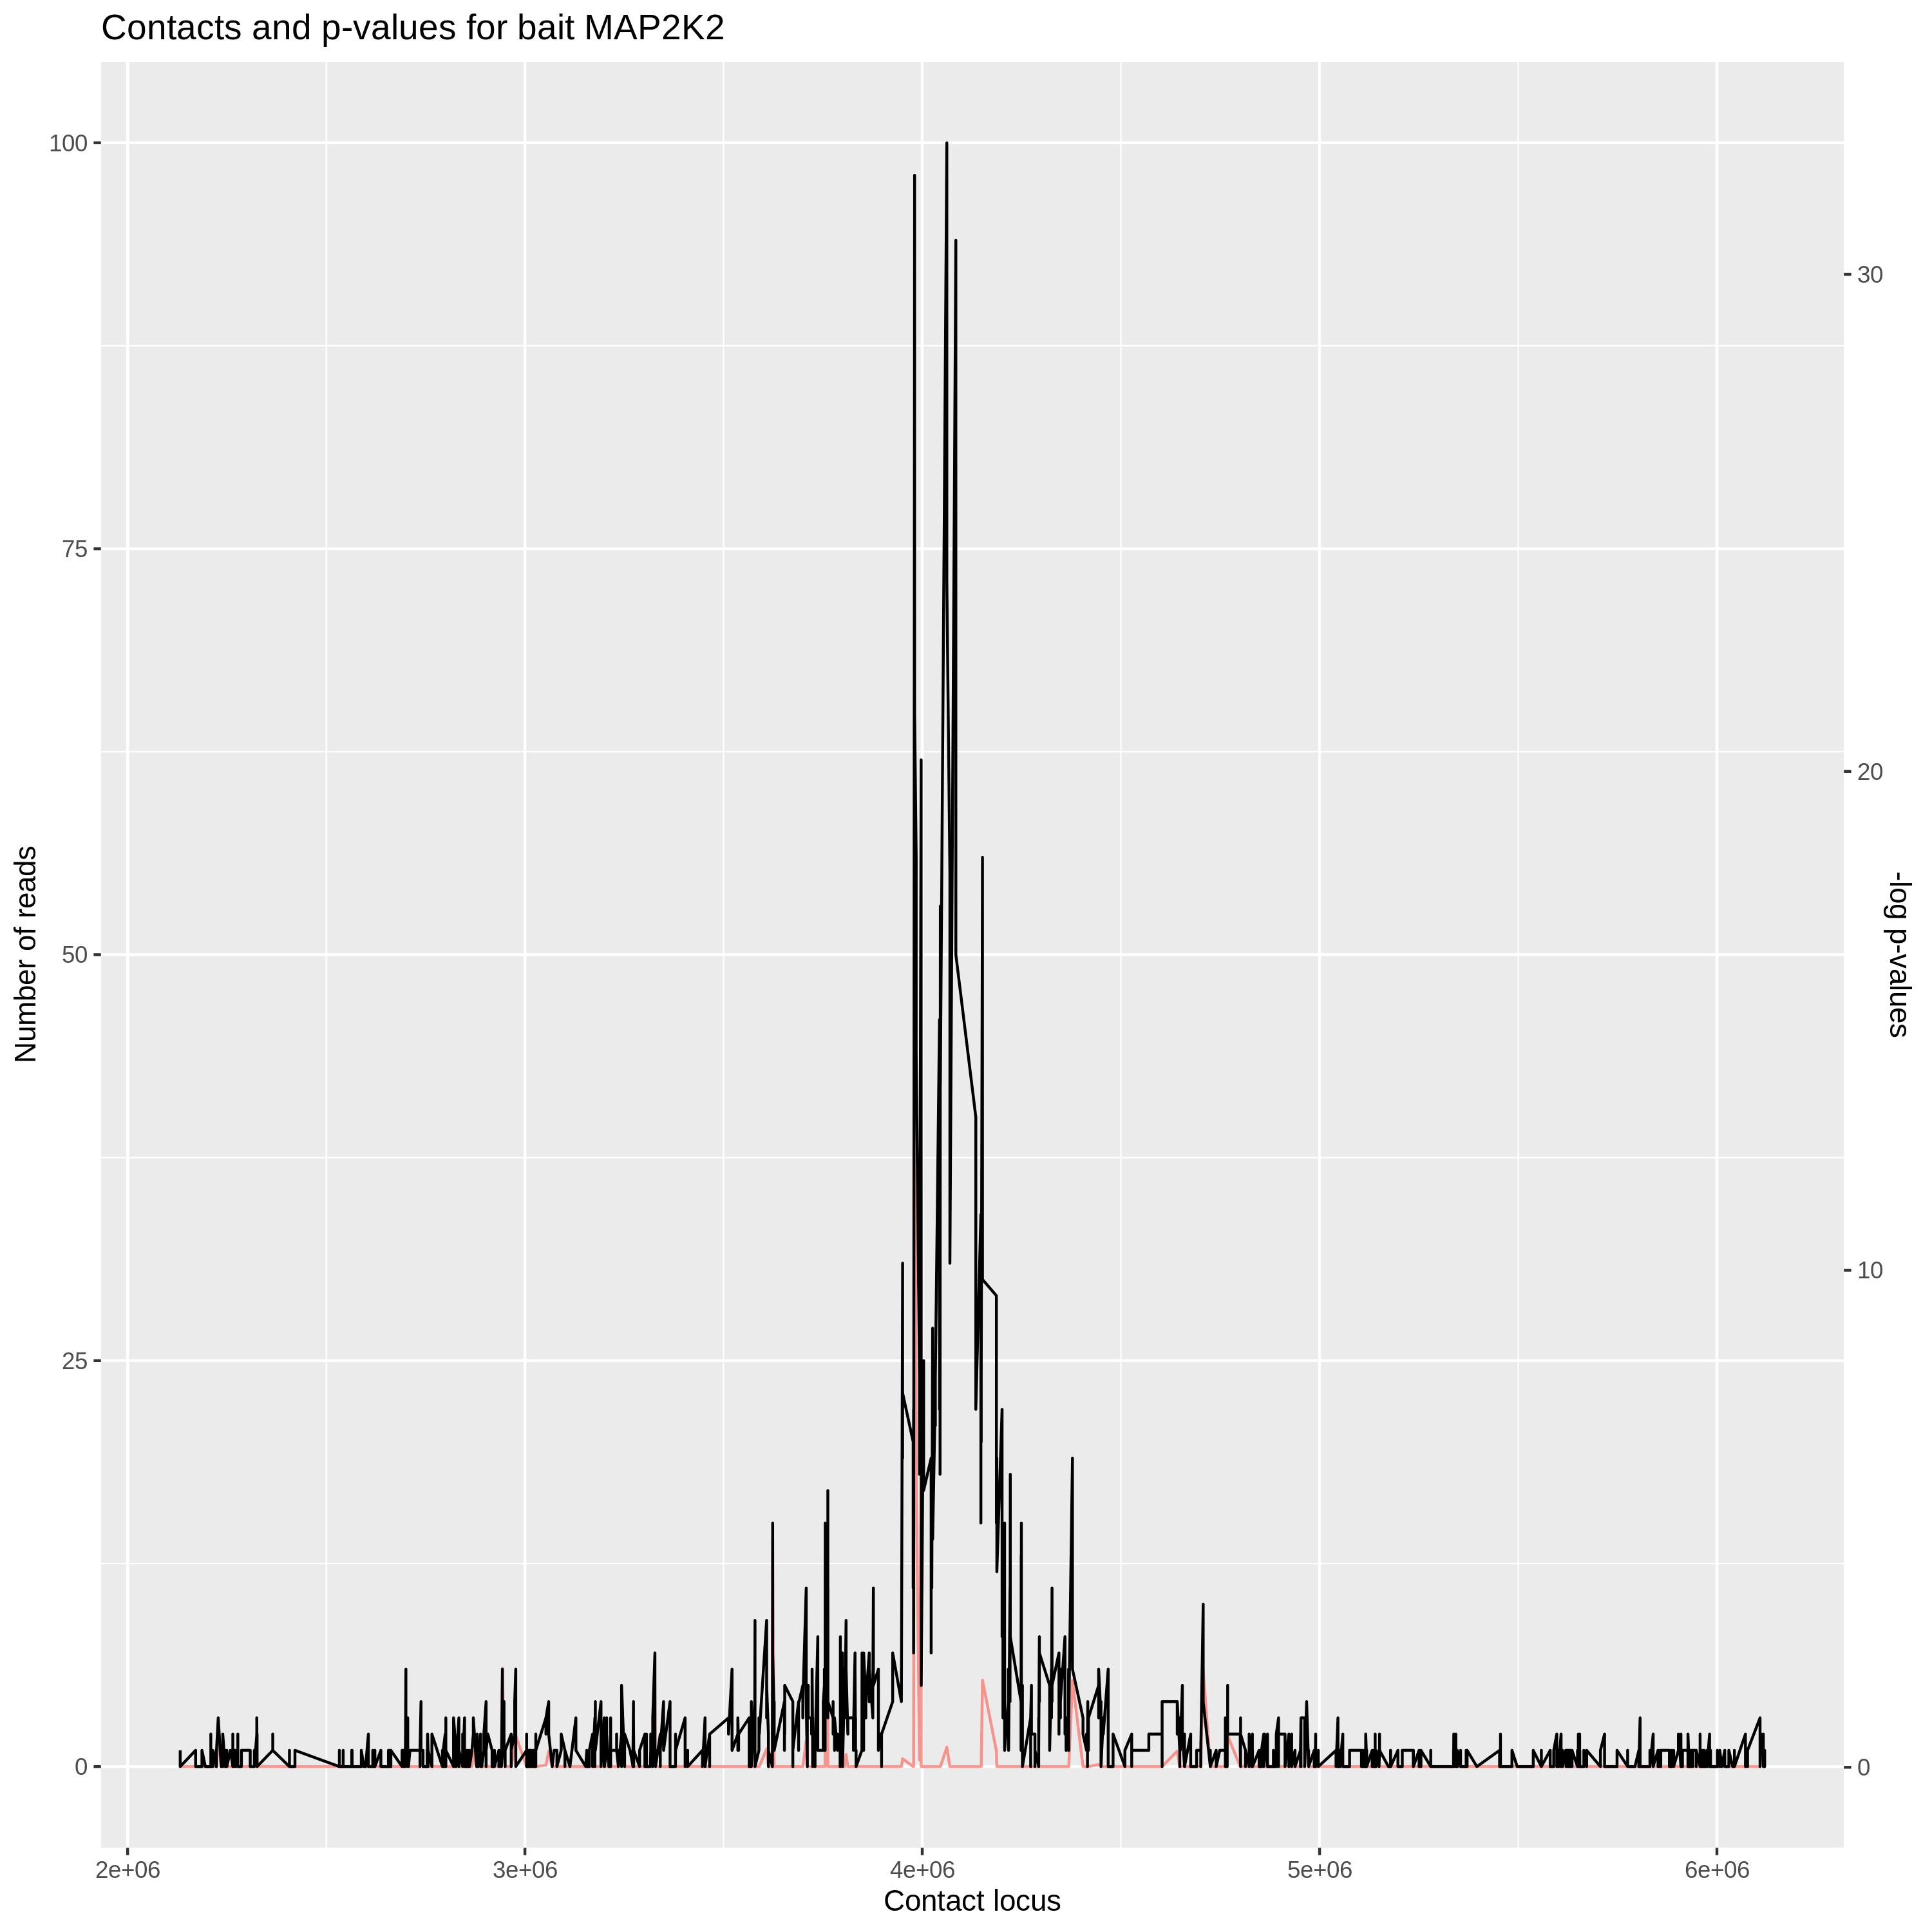 Contacts and p-values for bait MAP2K2
100
75
50
25
0
30
20
10
0
Number of reads
-log p-values
2e+06
3e+06
4e+06
5e+06
6e+06
Contact locus